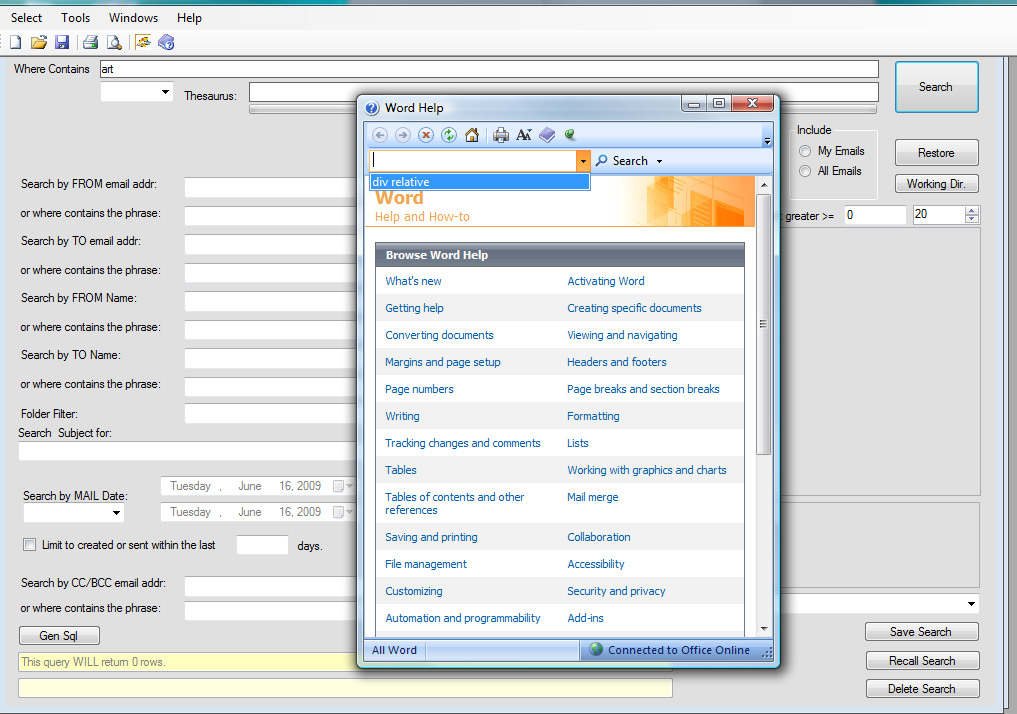 Select Tools Windows Help
Where Contains art
Thesaurus:
Search
Include
My Emails
All Emails
Restore
Working Dir.
greater >= 0 20
Search by FROM email addr:
or where contains the phrase:
Search by TO email addr:
or where contains the phrase:
Search by FROM Name:
or where contains the phrase:
Search by TO Name:
or where contains the phrase:
Folder Filter:
Search Subject for:
Search by MAIL Date:
Tuesday , June 16, 2009
Tuesday , June 16, 2009
Limit to created or sent within the last days.
Search by CC/BCC email addr:
or where contains the phrase:
Gen Sql
This query WILL return 0 rows.
Save Search
Recall Search
Delete Search
Word Help
Search
div relative
Word
Help and How-to
Browse Word Help
What's new Activating Word
Getting help Creating specific documents
Converting documents Viewing and navigating
Margins and page setup Headers and footers
Page numbers Page breaks and section breaks
Writing Formatting
Tracking changes and comments Lists
Tables Working with graphics and charts
Tables of contents and other Mail merge
references
Saving and printing Collaboration
File management Accessibility
Customizing Security and privacy
Automation and programmability Add-ins
All Word Connected to Office Online